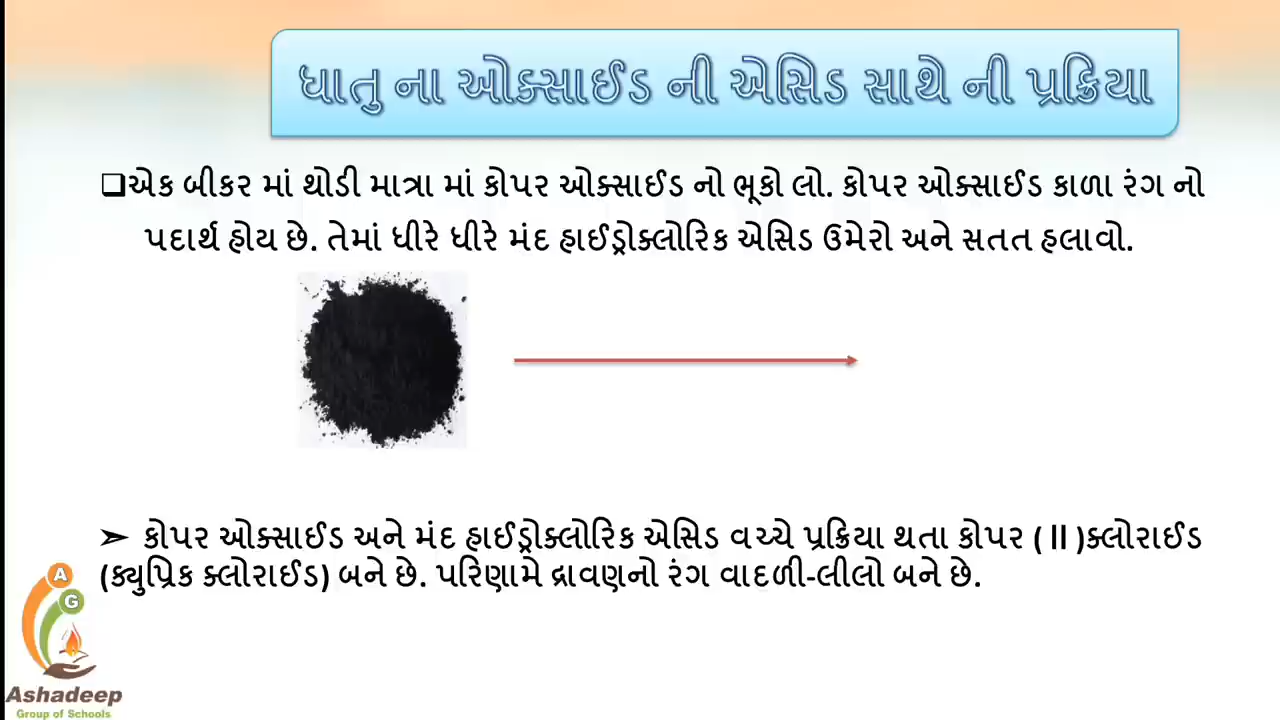 ધાતુ ના ઓક્સાઈડ ની એસિડ સાથે ની પ્રક્રિયા
❑એક બીકર માં થોડી માત્રા માં કોપર ઓક્સાઈડ નો ભૂકો લો. કોપર ઓક્સાઈડ કાળા રંગ નો
પદાર્થ હોય છે. તેમાં ધીરે ધીરે મંદ હાઈડ્રોક્લોરિક એસિડ ઉમેરો અને સતત હલાવો.
➢ કોપર ઓક્સાઈડ અને મંદ હાઈડ્રોક્લોરિક એસિડ વચ્ચે પ્રક્રિયા થતા કોપર ( II )ક્લોરાઈડ
(ક્યુપ્રિક ક્લોરાઈડ) બને છે. પરિણામે દ્રાવણનો રંગ વાદળી-લીલો બને છે.
A
G
Ashadeep
Group of Schools